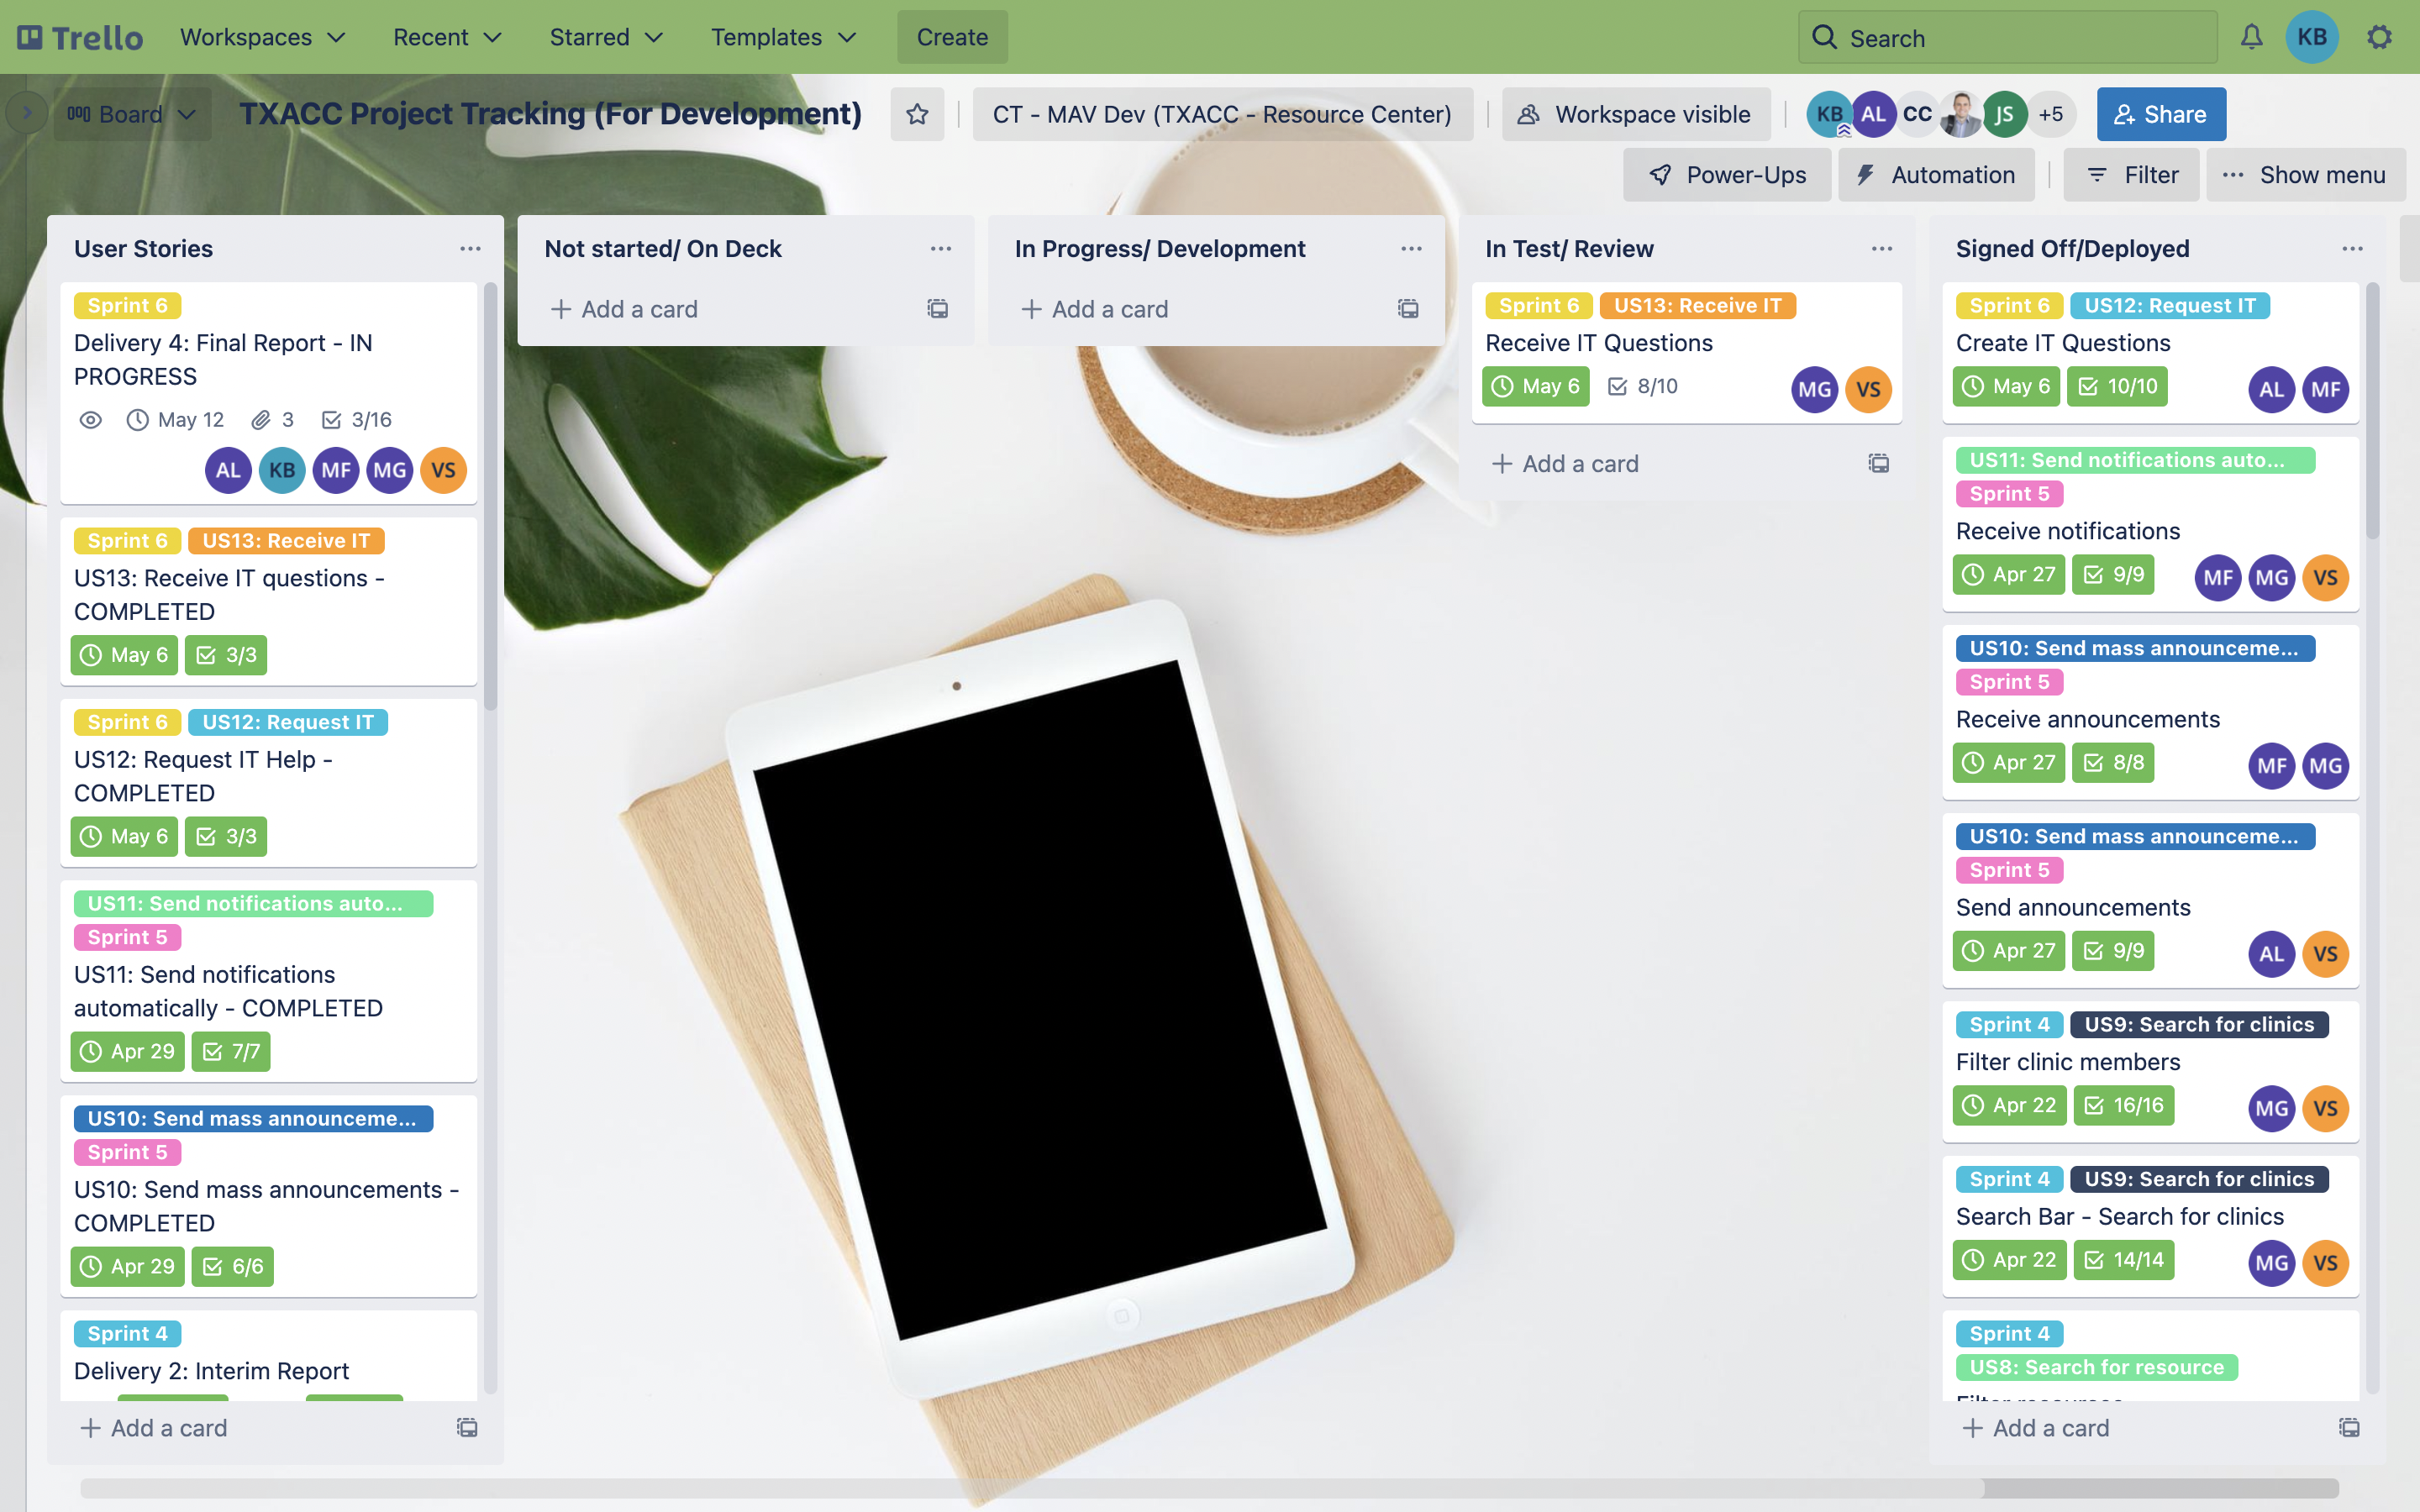 Trello
Workspaces
Recent
Starred
Templates
Create
Search
KB
Board
TXACC Project Tracking (For Development)
CT - MAV Dev (TXACC - Resource Center)
Workspace visible
KB AL CC JS +5
Share
Power-Ups
Automation
Filter
Show menu
User Stories
Sprint 6
Delivery 4: Final Report - IN
PROGRESS
May 12 3 3/16
AL KB MF MG VS
Sprint 6 US13: Receive IT
US13: Receive IT questions -
COMPLETED
May 6 3/3
Sprint 6 US12: Request IT
US12: Request IT Help -
COMPLETED
May 6 3/3
US11: Send notifications auto...
Sprint 5
US11: Send notifications
automatically - COMPLETED
Apr 29 7/7
US10: Send mass announceme...
Sprint 5
US10: Send mass announcements -
COMPLETED
Apr 29 6/6
Sprint 4
Delivery 2: Interim Report
+ Add a card
Not started/ On Deck
+ Add a card
In Progress/ Development
+ Add a card
In Test/ Review
Sprint 6 US13: Receive IT
Receive IT Questions
May 6 8/10
MG VS
+ Add a card
Signed Off/Deployed
Sprint 6 US12: Request IT
Create IT Questions
May 6 10/10
AL MF
US11: Send notifications auto...
Sprint 5
Receive notifications
Apr 27 9/9
MF MG VS
US10: Send mass announceme...
Sprint 5
Receive announcements
Apr 27 8/8
MF MG
US10: Send mass announceme...
Sprint 5
Send announcements
Apr 27 9/9
AL VS
Sprint 4 US9: Search for clinics
Filter clinic members
Apr 22 16/16
MG VS
Sprint 4 US9: Search for clinics
Search Bar - Search for clinics
Apr 22 14/14
MG VS
Sprint 4
US8: Search for resource
+ Add a card